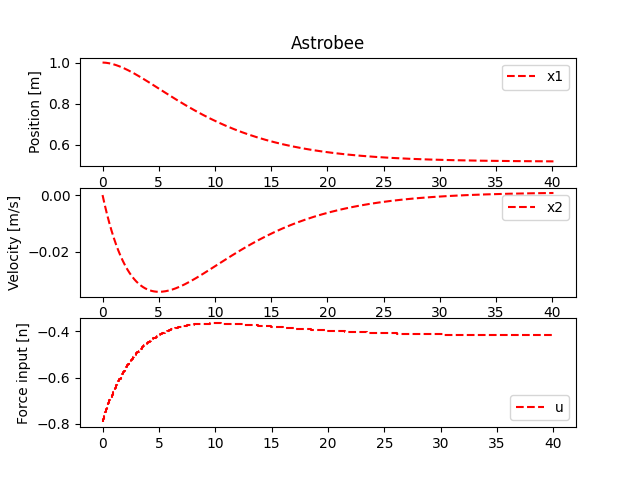 Astrobee
Position [m]
1.0
0.8
0.6
x1
0 5 10 15 20 25 30 35 40
Velocity [m/s]
0.00
−0.02
x2
0 5 10 15 20 25 30 35 40
Force input [n]
−0.4
−0.6
−0.8
u
0 5 10 15 20 25 30 35 40